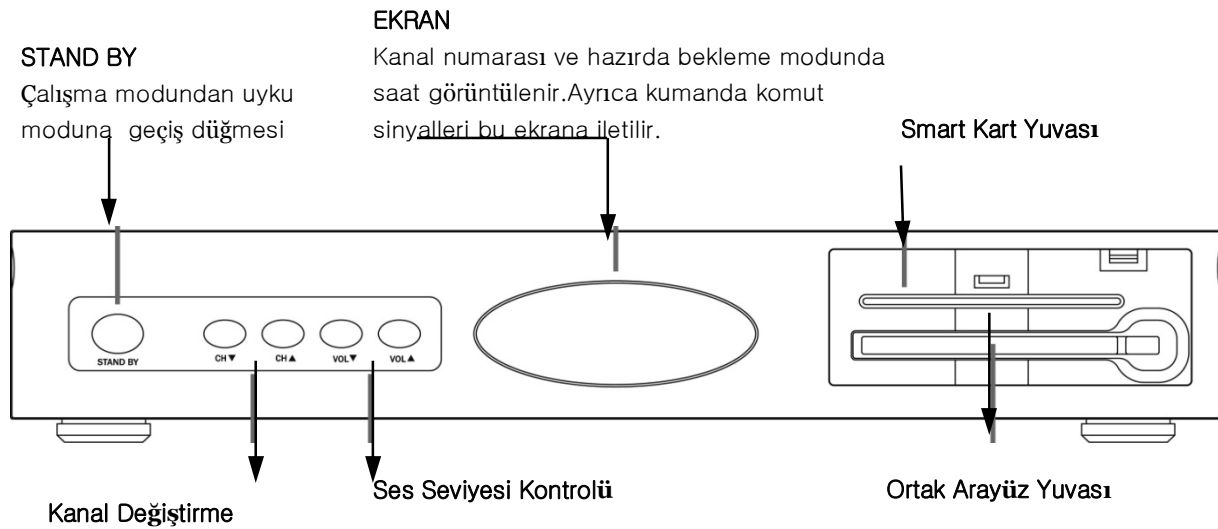 EKRAN
STAND BY
Kanal numarası ve hazırda bekleme modunda
Çalışma modundan uyku
saat görüntülenir.Ayrıca kumanda komut
moduna geçiş düğmesi
sinyalleri bu ekrana iletilir.
Smart Kart Yuvası
STAND BY
CH▼
CH▲
VOL▼
VOL▲
Ses Seviyesi Kontrolü
Ortak Arayüz Yuvası
Kanal Değiştirme